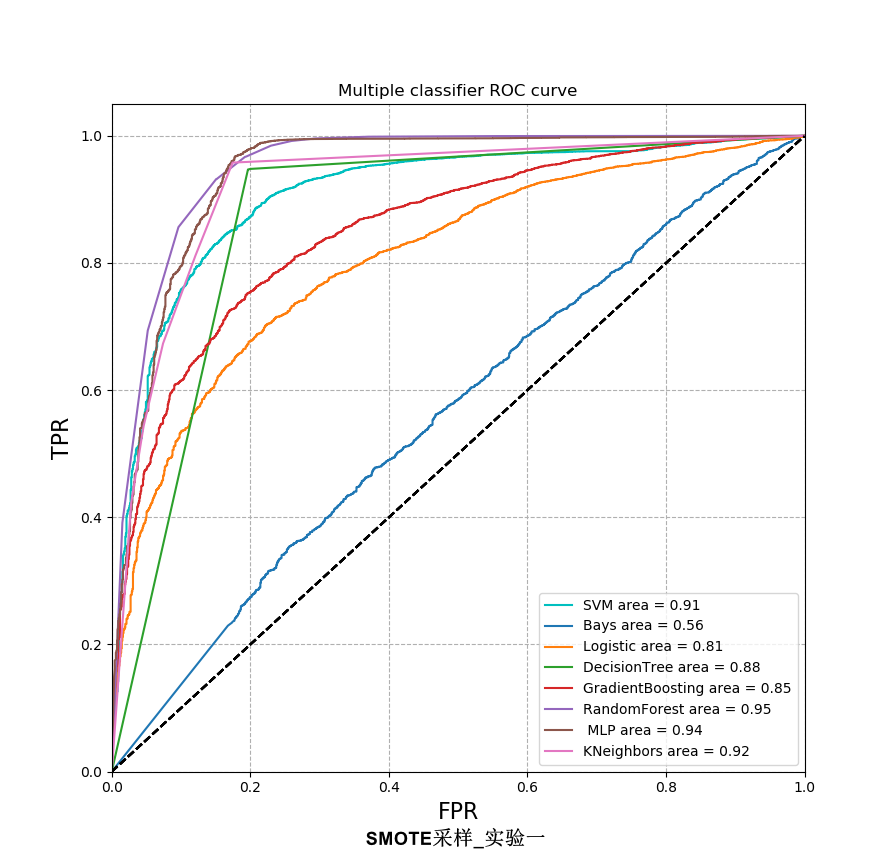 Multiple classifier ROC curve
1.0
0.8
0.6
0.4
0.2
0.0
TPR
SVM area = 0.91
Bays area = 0.56
Logistic area = 0.81
DecisionTree area = 0.88
GradientBoosting area = 0.85
RandomForest area = 0.95
MLP area = 0.94
KNeighbors area = 0.92
0.0 0.2 0.4 0.6 0.8 1.0
FPR
SMOTE采样_实验一